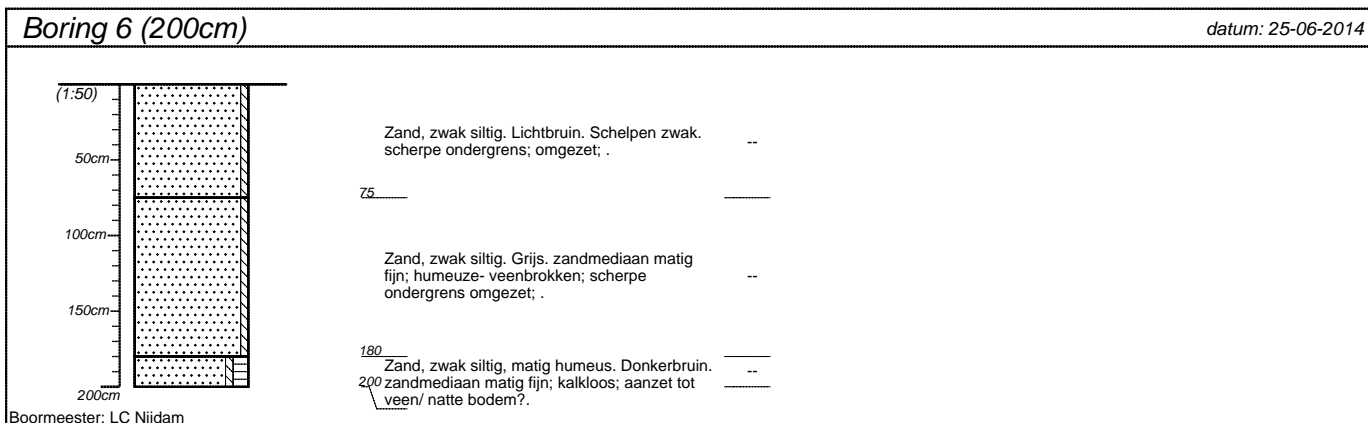 Boring 6 (200cm)
datum: 25-06-2014
(1:50)
50cm
100cm
150cm
200cm
Zand, zwak siltig. Lichtbruin. Schelpen zwak.
scherpe ondergrens; omgezet; .
--
75
Zand, zwak siltig. Grijs. zandmediaan matig
fijn; humeuze- veenbrokken; scherpe
ondergrens omgezet; .
--
180
Zand, zwak siltig, matig humeus. Donkerbruin.
zandmediaan matig fijn; kalkloos; aanzet tot
veen/ natte bodem?.
--
200
Boormeester: LC Nijdam